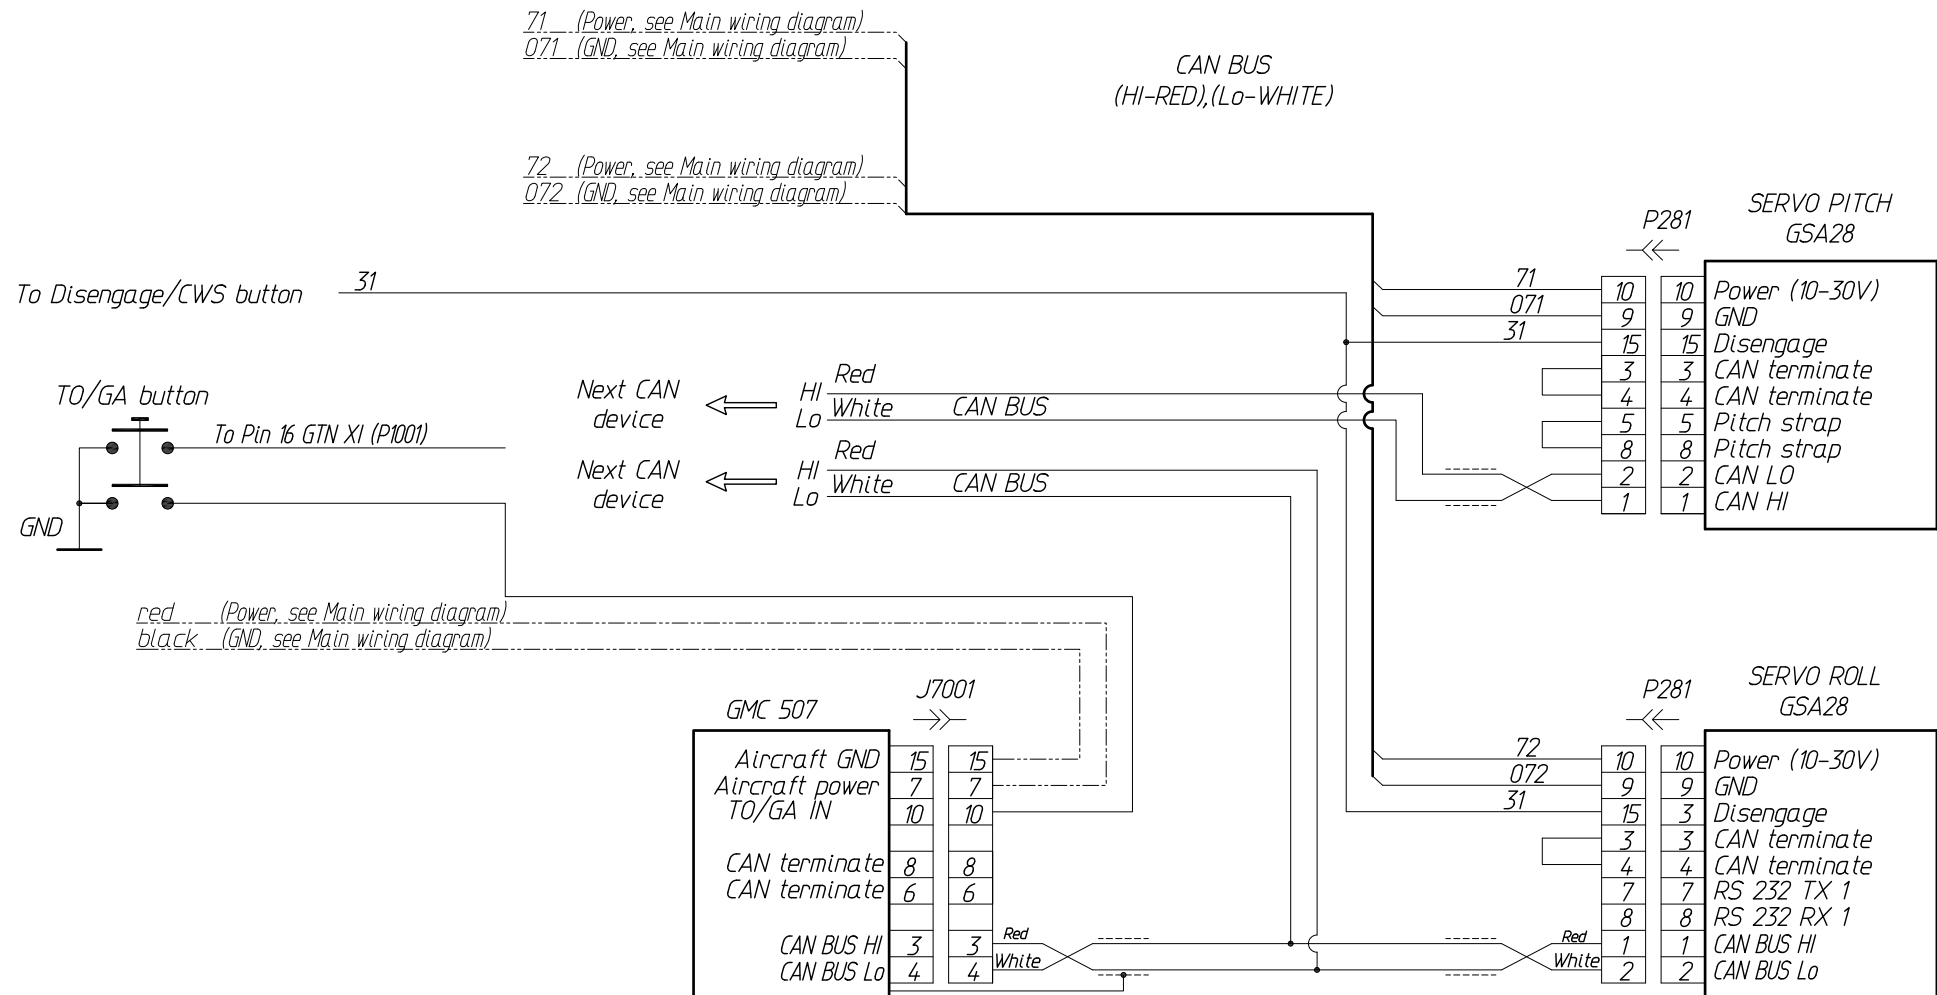 71 (Power, see Main wiring diagram)
071 (GND, see Main wiring diagram)
CAN BUS
(HI-RED),(Lo-WHITE)
72 (Power, see Main wiring diagram)
072 (GND, see Main wiring diagram)
P281
SERVO PITCH
GSA28
To Disengage/CWS button 31
71 10 10 Power (10-30V)
071 9 9 GND
31 15 15 Disengage
3 3 CAN terminate
4 4 CAN terminate
5 5 Pitch strap
8 8 Pitch strap
2 2 CAN LO
1 1 CAN HI
TO/GA button
To Pin 16 GTN XI (P1001)
GND
Next CAN
device
HI Red
Lo White CAN BUS
Next CAN
device
HI Red
Lo White CAN BUS
red (Power, see Main wiring diagram)
black (GND, see Main wiring diagram)
GMC 507
J7001
Aircraft GND 15 15
Aircraft power 7 7
TO/GA IN 10 10
CAN terminate 8 8
CAN terminate 6 6
CAN BUS HI 3 3 Red
CAN BUS Lo 4 4 White
P281
SERVO ROLL
GSA28
72 10 10 Power (10-30V)
072 9 9 GND
31 15 3 Disengage
3 3 CAN terminate
4 4 CAN terminate
7 7 RS 232 TX 1
8 8 RS 232 RX 1
Red 1 1 CAN BUS HI
White 2 2 CAN BUS Lo